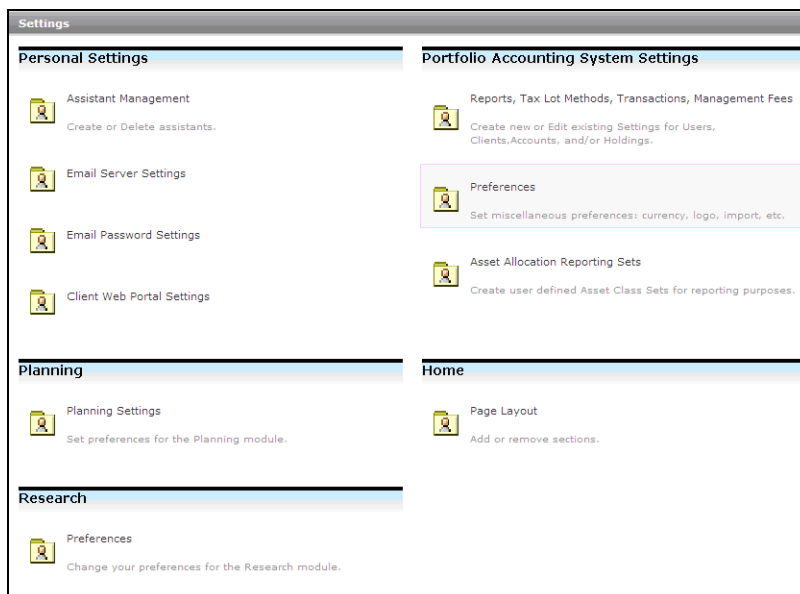 Settings
Personal Settings
Assistant Management
Create or Delete assistants.
Email Server Settings
Email Password Settings
Client Web Portal Settings
Portfolio Accounting System Settings
Reports, Tax Lot Methods, Transactions, Management Fees
Create new or Edit existing Settings for Users,
Clients,Accounts, and/or Holdings.
Preferences
Set miscellaneous preferences: currency, logo, import, etc.
Asset Allocation Reporting Sets
Create user defined Asset Class Sets for reporting purposes.
Planning
Planning Settings
Set preferences for the Planning module.
Home
Page Layout
Add or remove sections.
Research
Preferences
Change your preferences for the Research module.